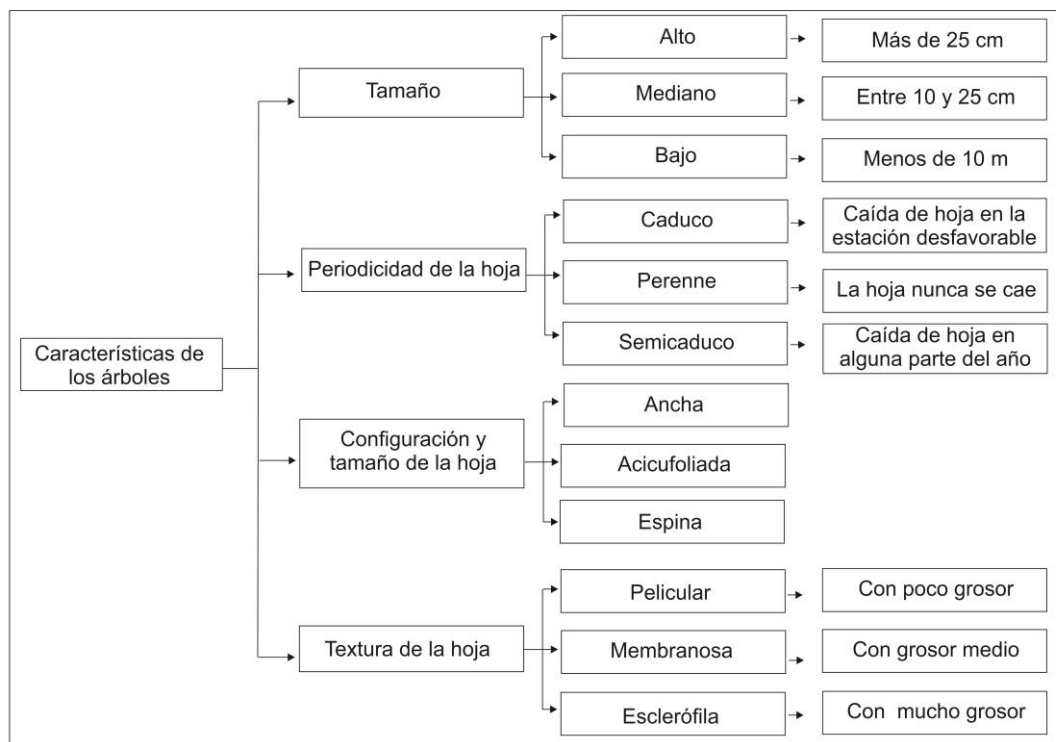 Tamaño
Alto
Más de 25 cm
Mediano
Entre 10 y 25 cm
Bajo
Menos de 10 m
Periodicidad de la hoja
Caduco
Caída de hoja en la
estación desfavorable
Perenne
La hoja nunca se cae
Semicaduco
Caída de hoja en
alguna parte del año
Característícas de
los árboles
Configuración y
tamaño de la hoja
Ancha
Acicufoliada
Espina
Textura de la hoja
Pelicular
Con poco grosor
Membranosa
Con grosor medio
Esclerófila
Con mucho grosor